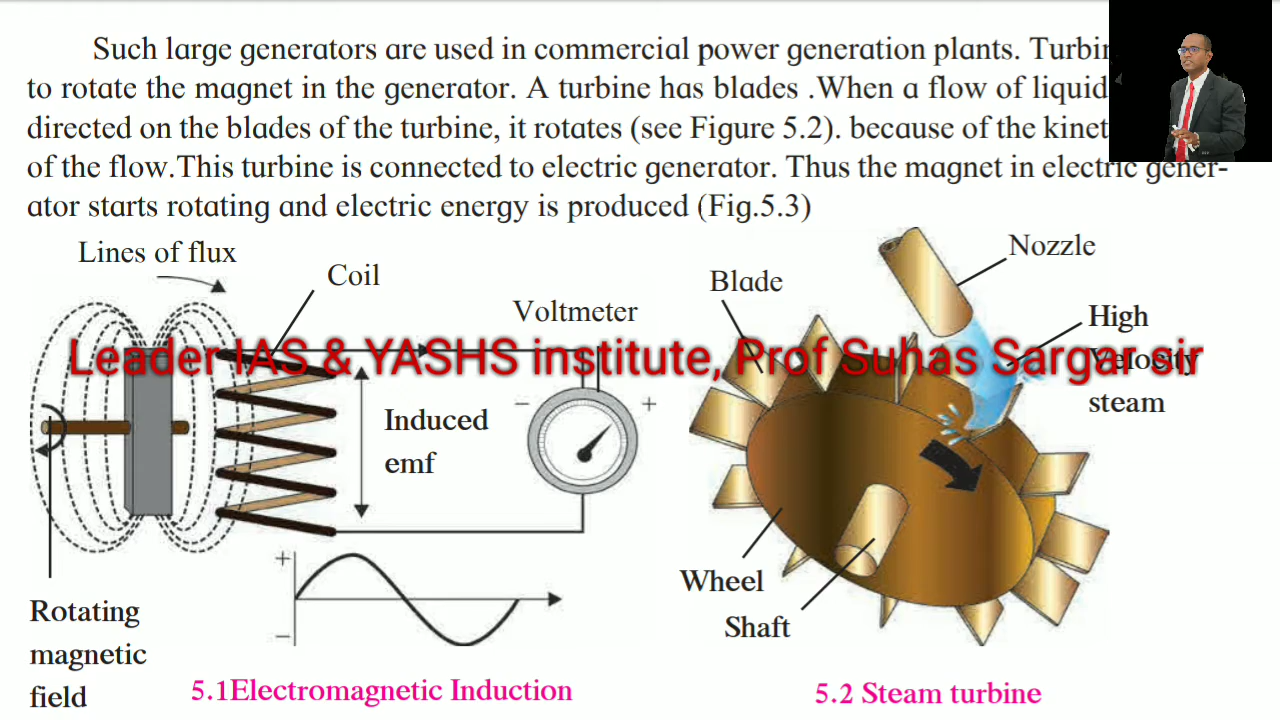 Such large generators are used in commercial power generation plants.
to rotate the magnet in the generator. A turbine has blades .When a flow of liquid
directed on the blades of the turbine, it rotates (see Figure 5.2). because of the
of the flow.This turbine is connected to electric generator. Thus the magnet in electric gener-
ator starts rotating and electric energy is produced (Fig.5.3)
Lines of flux
Coil
Voltmeter
Blade
Nozzle
High
Velocity
steam
Leader IAS & YASHS institute, Prof Suhas Sargar sir
Induced
emf
- +
+
-
Wheel
Shaft
Rotating
magnetic
field
5.1Electromagnetic Induction
5.2 Steam turbine